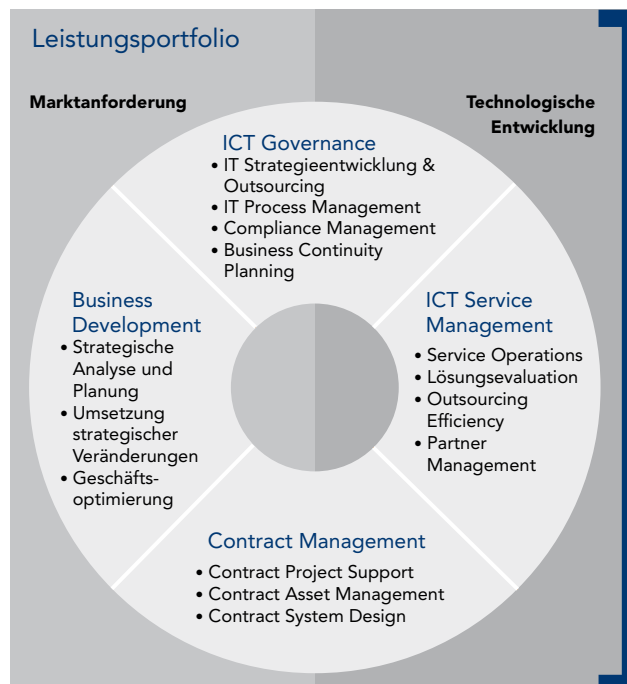 Leistungsportfolio
Marktanforderung
Technologische
Entwicklung
ICT Governance
• IT Strategieentwicklung &
Outsourcing
• IT Process Management
• Compliance Management
• Business Continuity
Planning
Business
Development
• Strategische
Analyse und
Planung
• Umsetzung
strategischer
Veränderungen
• Geschäfts-
optimierung
ICT Service
Management
• Service Operations
• Lösungsevaluation
• Outsourcing
Efficiency
• Partner
Management
Contract Management
• Contract Project Support
• Contract Asset Management
• Contract System Design